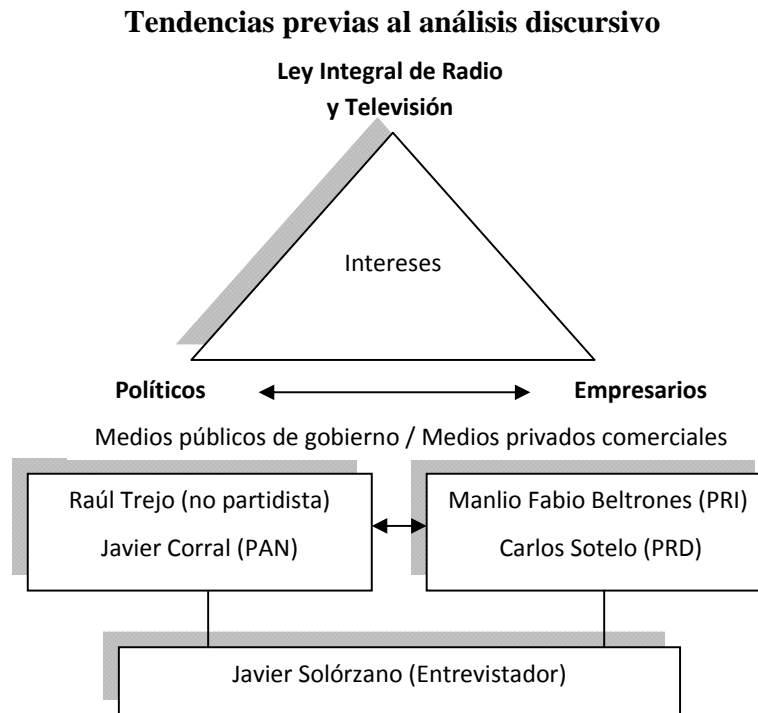 Tendencias previas al análisis discursivo
Ley Integral de Radio
y Televisión
Intereses
Políticos
Empresarios
Medios públicos de gobierno / Medios privados comerciales
Raúl Trejo (no partidista)
Javier Corral (PAN)
Manlio Fabio Beltrones (PRI)
Carlos Sotelo (PRD)
Javier Solórzano (Entrevistador)